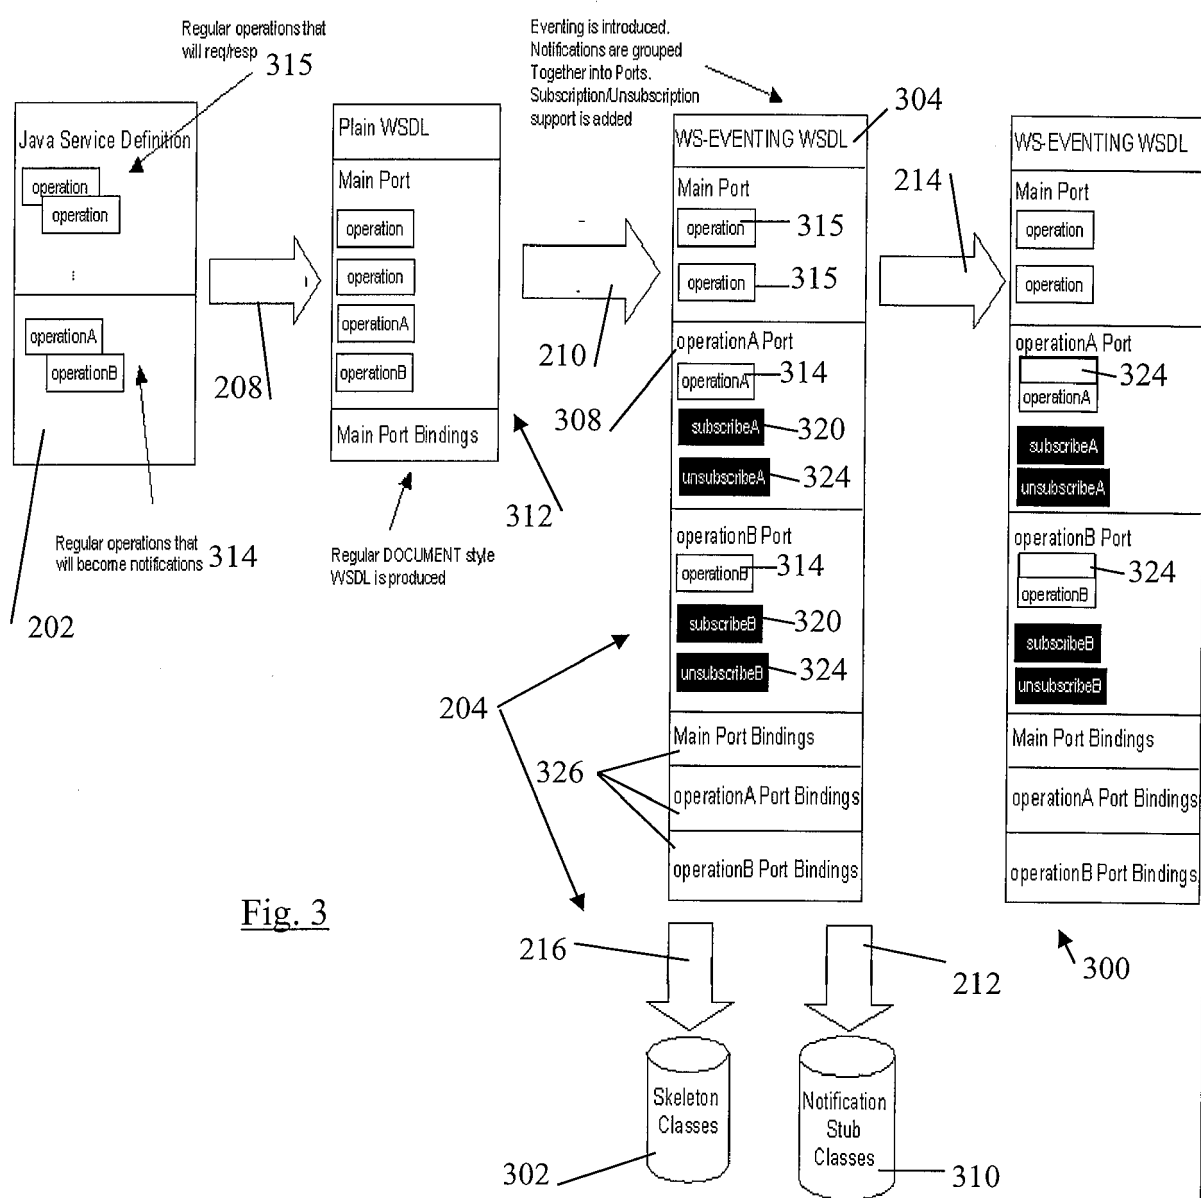 Regular operations that
will req/resp 315
Eventing is introduced.
Notifications are grouped
Together into Ports.
Subscription/Unsubscription
support is added
Java Service Definition
operation
operation
⋮
operationA
operationB
Regular operations that
will become notifications 314
202
208
Plain WSDL
Main Port
operation
operation
operationA
operationB
Main Port Bindings
312
Regular DOCUMENT style
WSDL is produced
210
304
WS-EVENTING WSDL
Main Port
operation 315
operation 315
operationA Port
308
operationA 314
subscribeA 320
unsubscribeA 324
operationB Port
operationB 314
subscribeB 320
unsubscribeB 324
204
326
Main Port Bindings
operationA Port Bindings
operationB Port Bindings
214
WS-EVENTING WSDL
Main Port
operation
operation
operationA Port
324
operationA
subscribeA
unsubscribeA
operationB Port
324
operationB
subscribeB
unsubscribeB
Main Port Bindings
operationA Port Bindings
operationB Port Bindings
300
Fig. 3
216
212
Skeleton
Classes
302
Notification
Stub
Classes
310